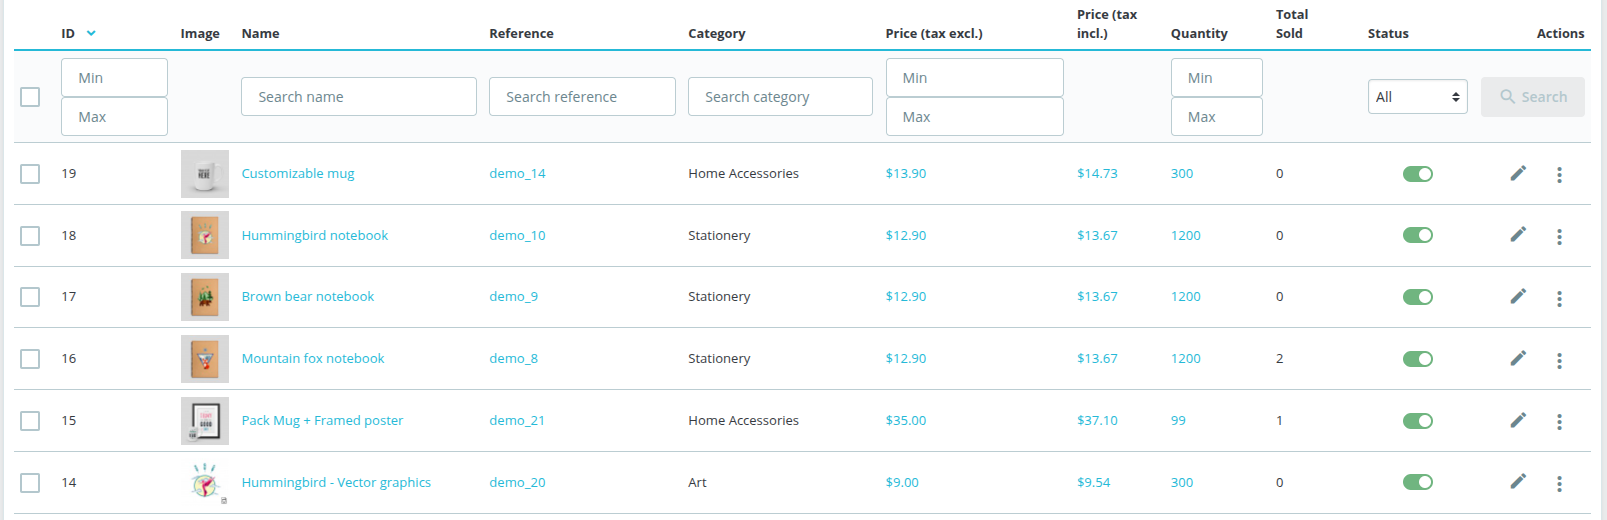 ID Image Name Reference Category Price (tax excl.) Price (tax incl.) Quantity Total Sold Status Actions
Min Min Min
Search name Search reference Search category All Search
Max Max Max
19 Customizable mug demo_14 Home Accessories $13.90 $14.73 300 0
18 Hummingbird notebook demo_10 Stationery $12.90 $13.67 1200 0
17 Brown bear notebook demo_9 Stationery $12.90 $13.67 1200 0
16 Mountain fox notebook demo_8 Stationery $12.90 $13.67 1200 2
15 Pack Mug + Framed poster demo_21 Home Accessories $35.00 $37.10 99 1
14 Hummingbird - Vector graphics demo_20 Art $9.00 $9.54 300 0